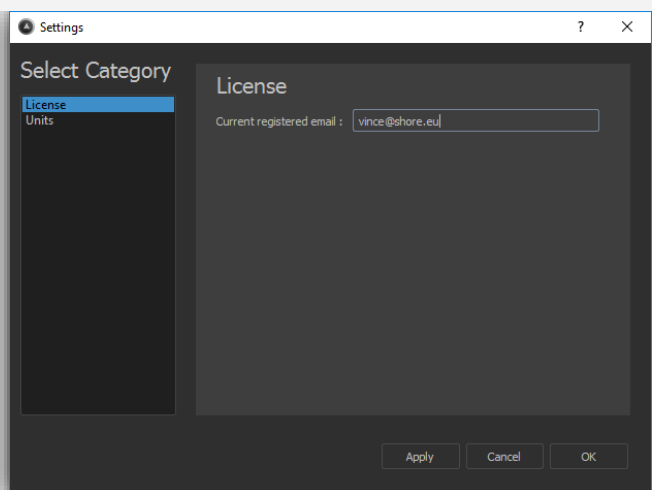 Settings
?
Select Category
License
Units
License
Current registered email :
vince@shore.eu
Apply
Cancel
OK